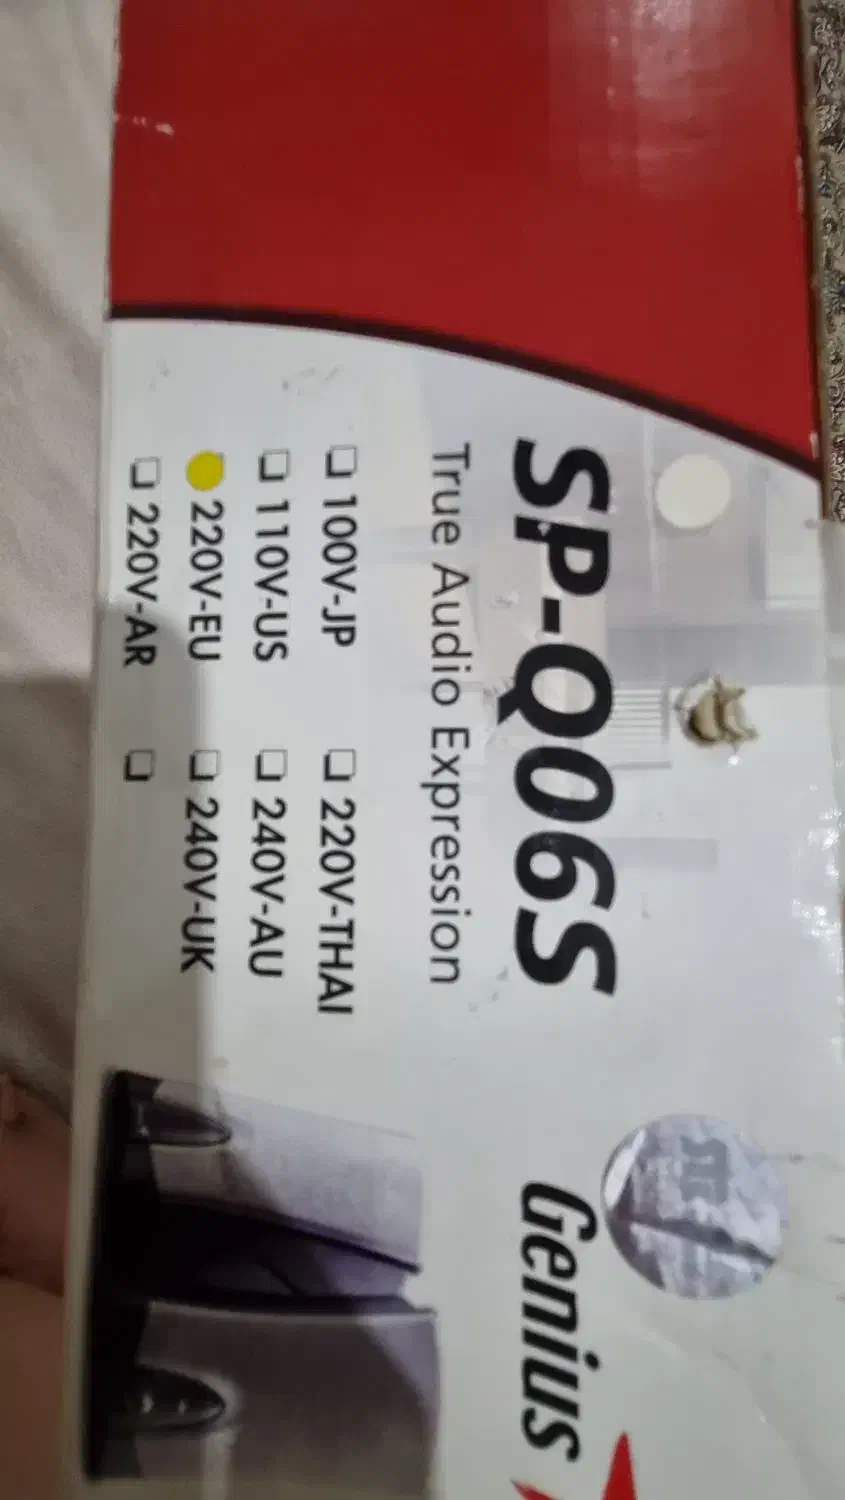 Genius
SP-Q06S
True Audio Expression
❑ 100V-JP ❑ 220V-THAI
❑ 110V-US ❑ 240V-AU
220V-EU ❑ 240V-UK
❑ 220V-AR ❑